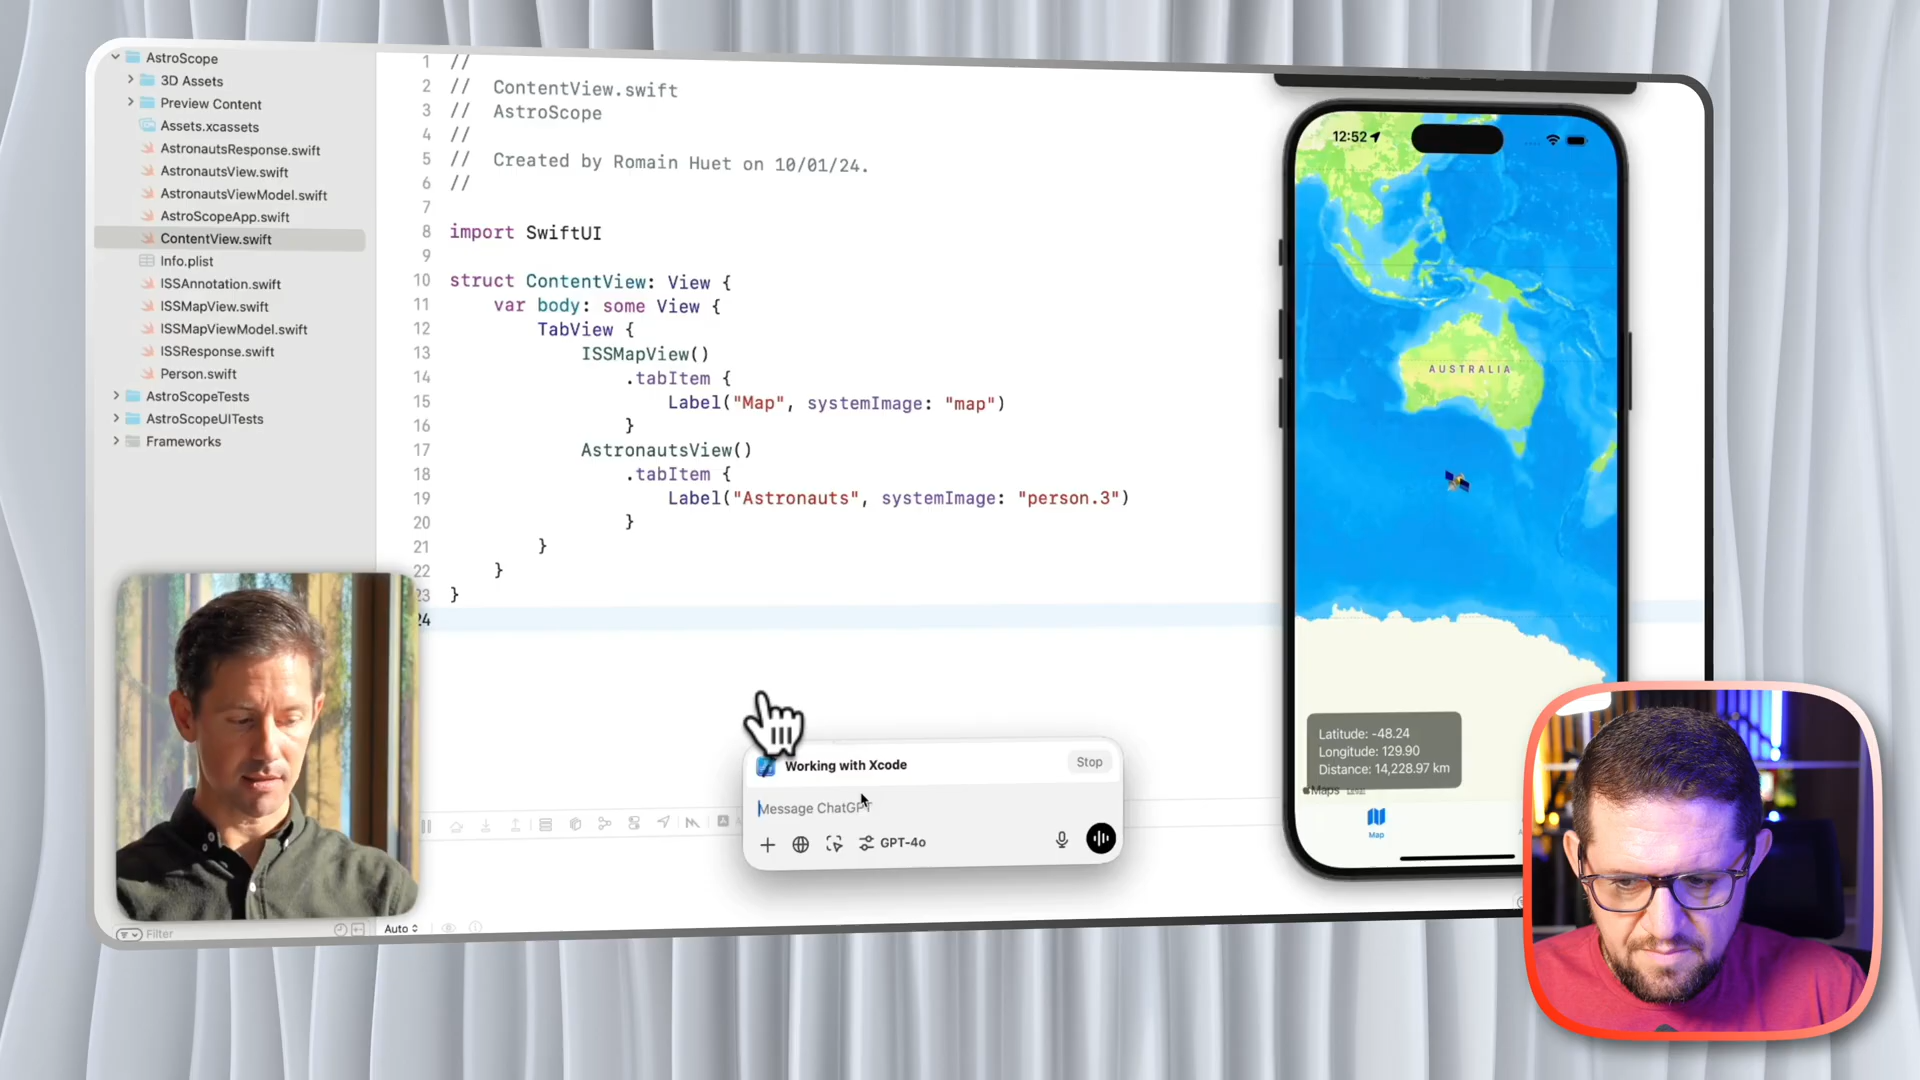 AstroScope
3D Assets
Preview Content
Assets.xcassets
AstronautsResponse.swift
AstronautsView.swift
AstronautsViewModel.swift
AstroScopeApp.swift
ContentView.swift
Info.plist
ISSAnnotation.swift
ISSMapView.swift
ISSMapViewModel.swift
ISSResponse.swift
Person.swift
AstroScopeTests
AstroScopeUITests
Frameworks
Filter
1 //
2 // ContentView.swift
3 // AstroScope
4 //
5 // Created by Romain Huet on 10/01/24.
6 //
7
8 import SwiftUI
9
10 struct ContentView: View {
11 var body: some View {
12 TabView {
13 ISSMapView()
14 .tabItem {
15 Label("Map", systemImage: "map")
16 }
17 AstronautsView()
18 .tabItem {
19 Label("Astronauts", systemImage: "person.3")
20 }
21 }
22 }
23 }
24
Working with Xcode
Stop
Message ChatGPT
GPT-4o
Auto
12:52
AUSTRALIA
Latitude: -48.24
Longitude: 129.90
Distance: 14,228.97 km
Maps Legal
Map